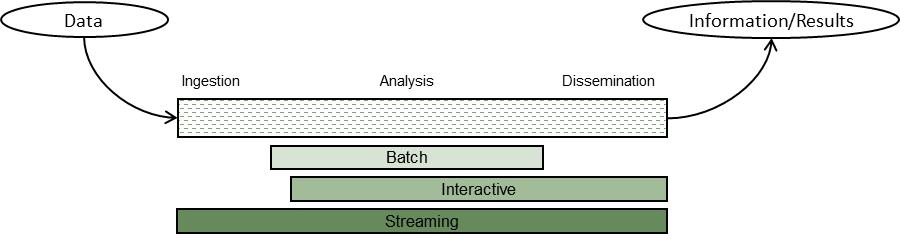 Data
Information/Results
Ingestion
Analysis
Dissemination
Batch
Interactive
Streaming